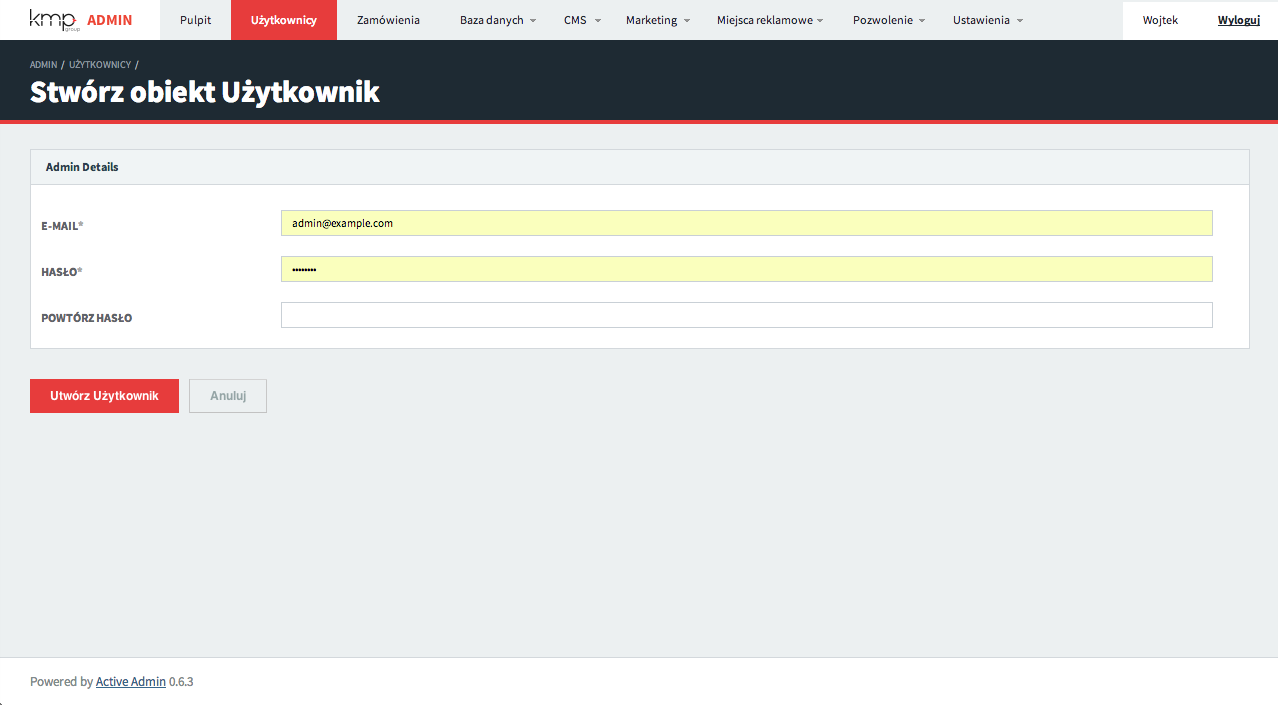 kmp group ADMIN Pulpit Użytkownicy Zamówienia Baza danych CMS Marketing Miejsca reklamowe Pozwolenie Ustawienia Wojtek Wyloguj
ADMIN / UŻYTKOWNICY /
Stwórz obiekt Użytkownik
Admin Details
E-MAIL* admin@example.com
HASŁO* ••••••••
POWTÓRZ HASŁO
Utwórz Użytkownik Anuluj
Powered by Active Admin 0.6.3